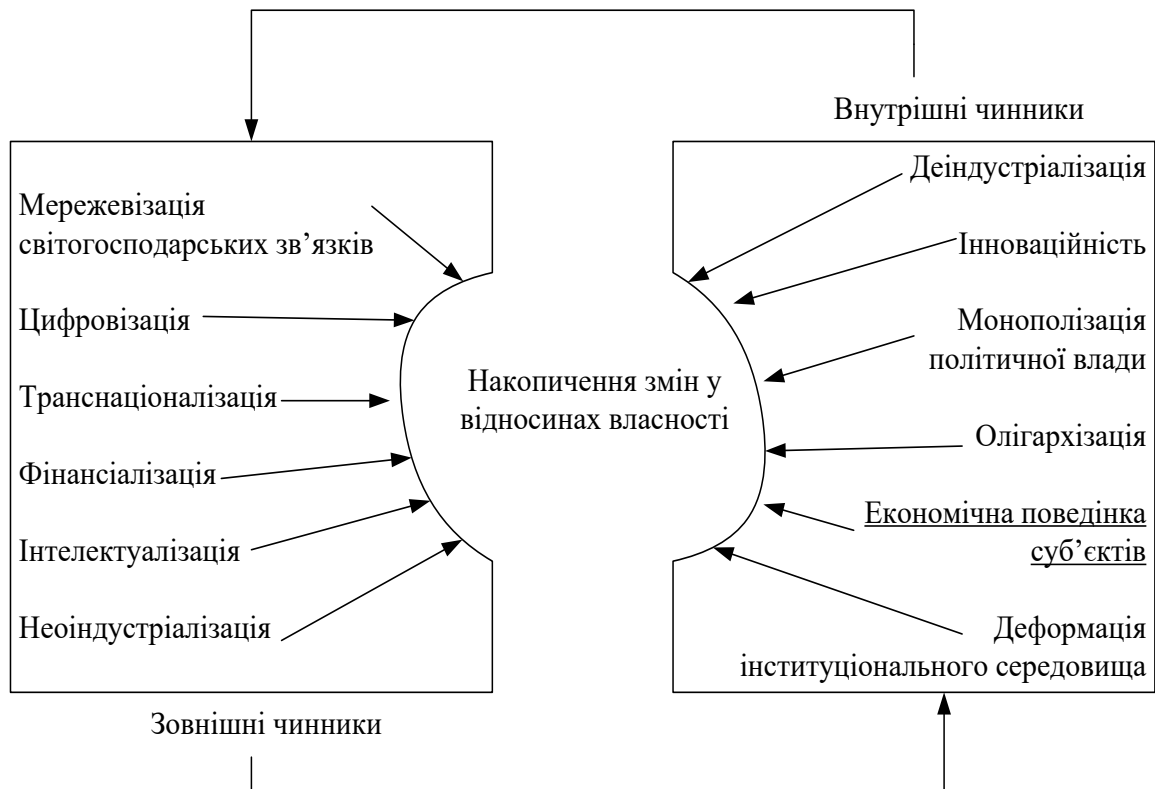 Внутрішні чинники
Мережевізація
світогосподарських зв’язків
Цифровізація
Транснаціоналізація
Фінансіалізація
Інтелектуалізація
Неоіндустріалізація
Зовнішні чинники
Накопичення змін у
відносинах власності
Деіндустріалізація
Інноваційність
Монополізація
політичної влади
Олігархізація
Економічна поведінка
суб’єктів
Деформація
інституціонального середовища